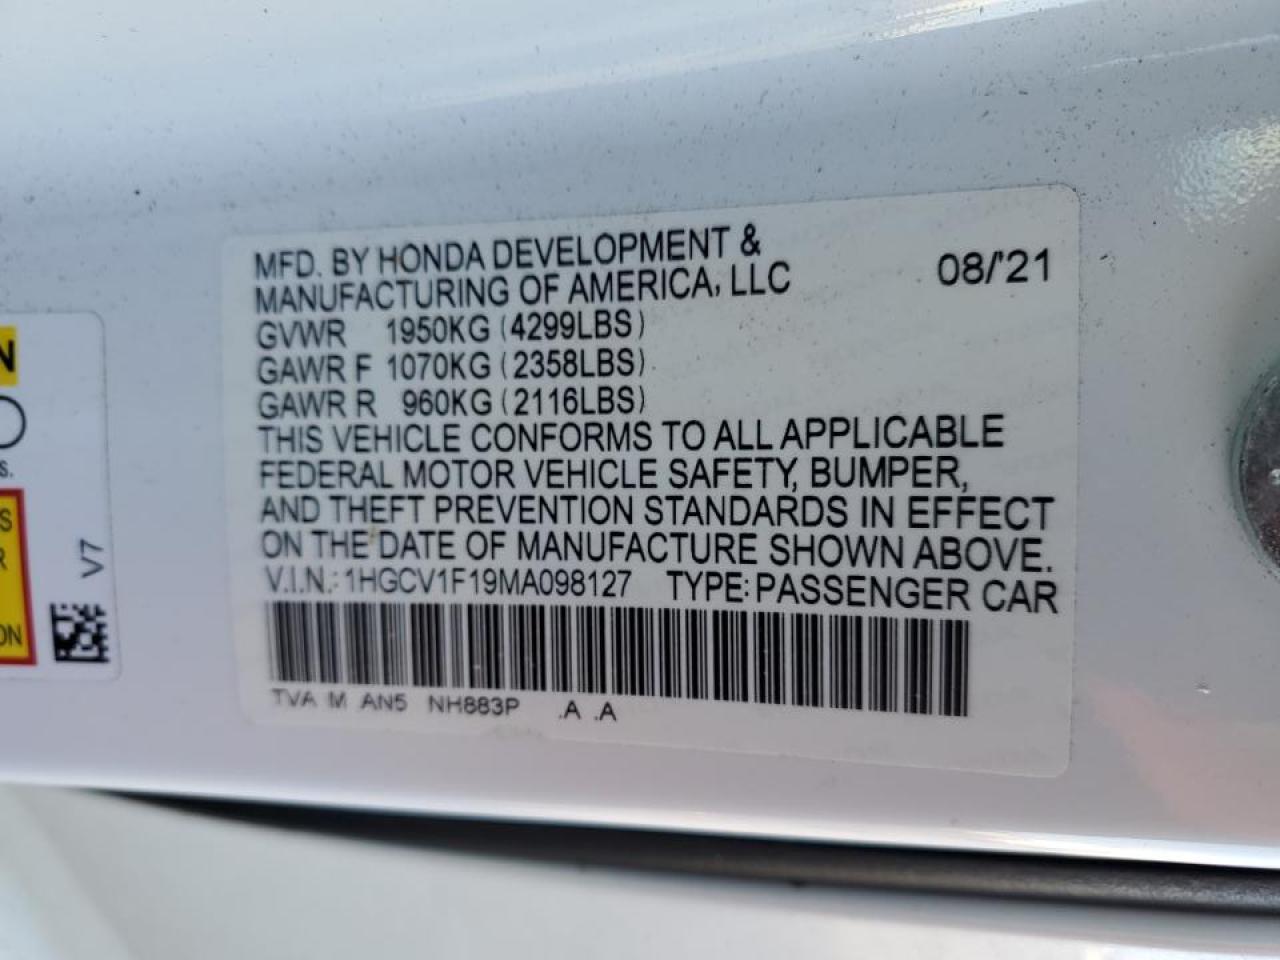 MFD. BY HONDA DEVELOPMENT &
MANUFACTURING OF AMERICA, LLC 08/'21
GVWR 1950KG (4299LBS)
GAWR F 1070KG (2358LBS)
GAWR R 960KG (2116LBS)
THIS VEHICLE CONFORMS TO ALL APPLICABLE
FEDERAL MOTOR VEHICLE SAFETY, BUMPER,
AND THEFT PREVENTION STANDARDS IN EFFECT
ON THE DATE OF MANUFACTURE SHOWN ABOVE.
V.I.N.: 1HGCV1F19MA098127 TYPE: PASSENGER CAR
TVA M AN5 NH883P .A .A
N
S.
S
R
ON
V7